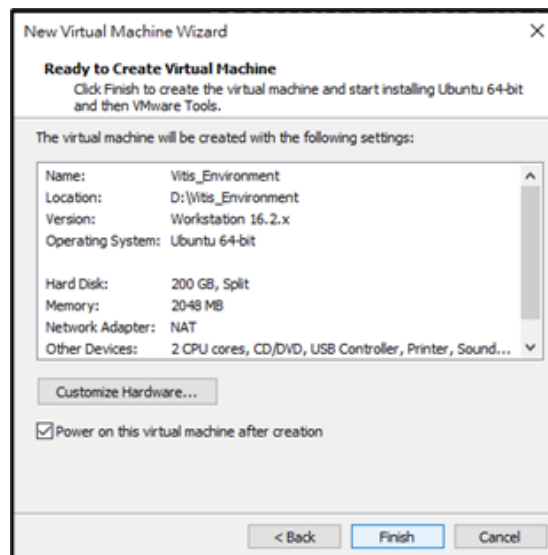 New Virtual Machine Wizard
Ready to Create Virtual Machine
Click Finish to create the virtual machine and start installing Ubuntu 64-bit
and then VMware Tools.
The virtual machine will be created with the following settings:
Name: Vitis_Environment
Location: D:\Vitis_Environment
Version: Workstation 16.2.x
Operating System: Ubuntu 64-bit
Hard Disk: 200 GB, Split
Memory: 2048 MB
Network Adapter: NAT
Other Devices: 2 CPU cores, CD/DVD, USB Controller, Printer, Sound...
Customize Hardware...
Power on this virtual machine after creation
< Back Finish Cancel